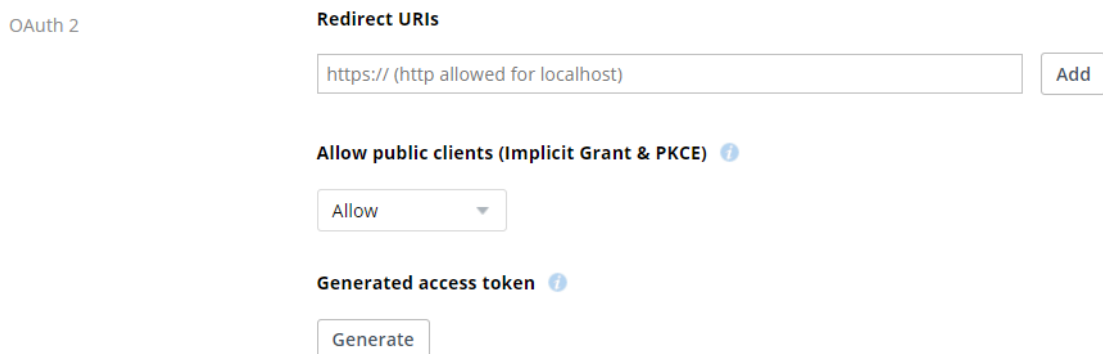 OAuth 2
Redirect URIs
https:// (http allowed for localhost)
Add
Allow public clients (Implicit Grant & PKCE)
Allow
Generated access token
Generate